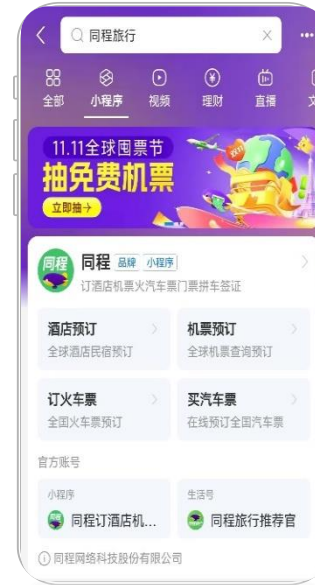 同程旅行
全部 小程序 视频 理财 直播
11.11全球囤票节
抽免费机票
立即抽→
同程
同程 品牌 小程序
订酒店机票火汽车票门票拼车签证
酒店预订 机票预订
全球酒店民宿预订 全球机票查询预订
订火车票 买汽车票
全国火车票预订 在线预订全国汽车票
官方账号
小程序 生活号
同程订酒店机... 同程旅行推荐官
同程网络科技股份有限公司